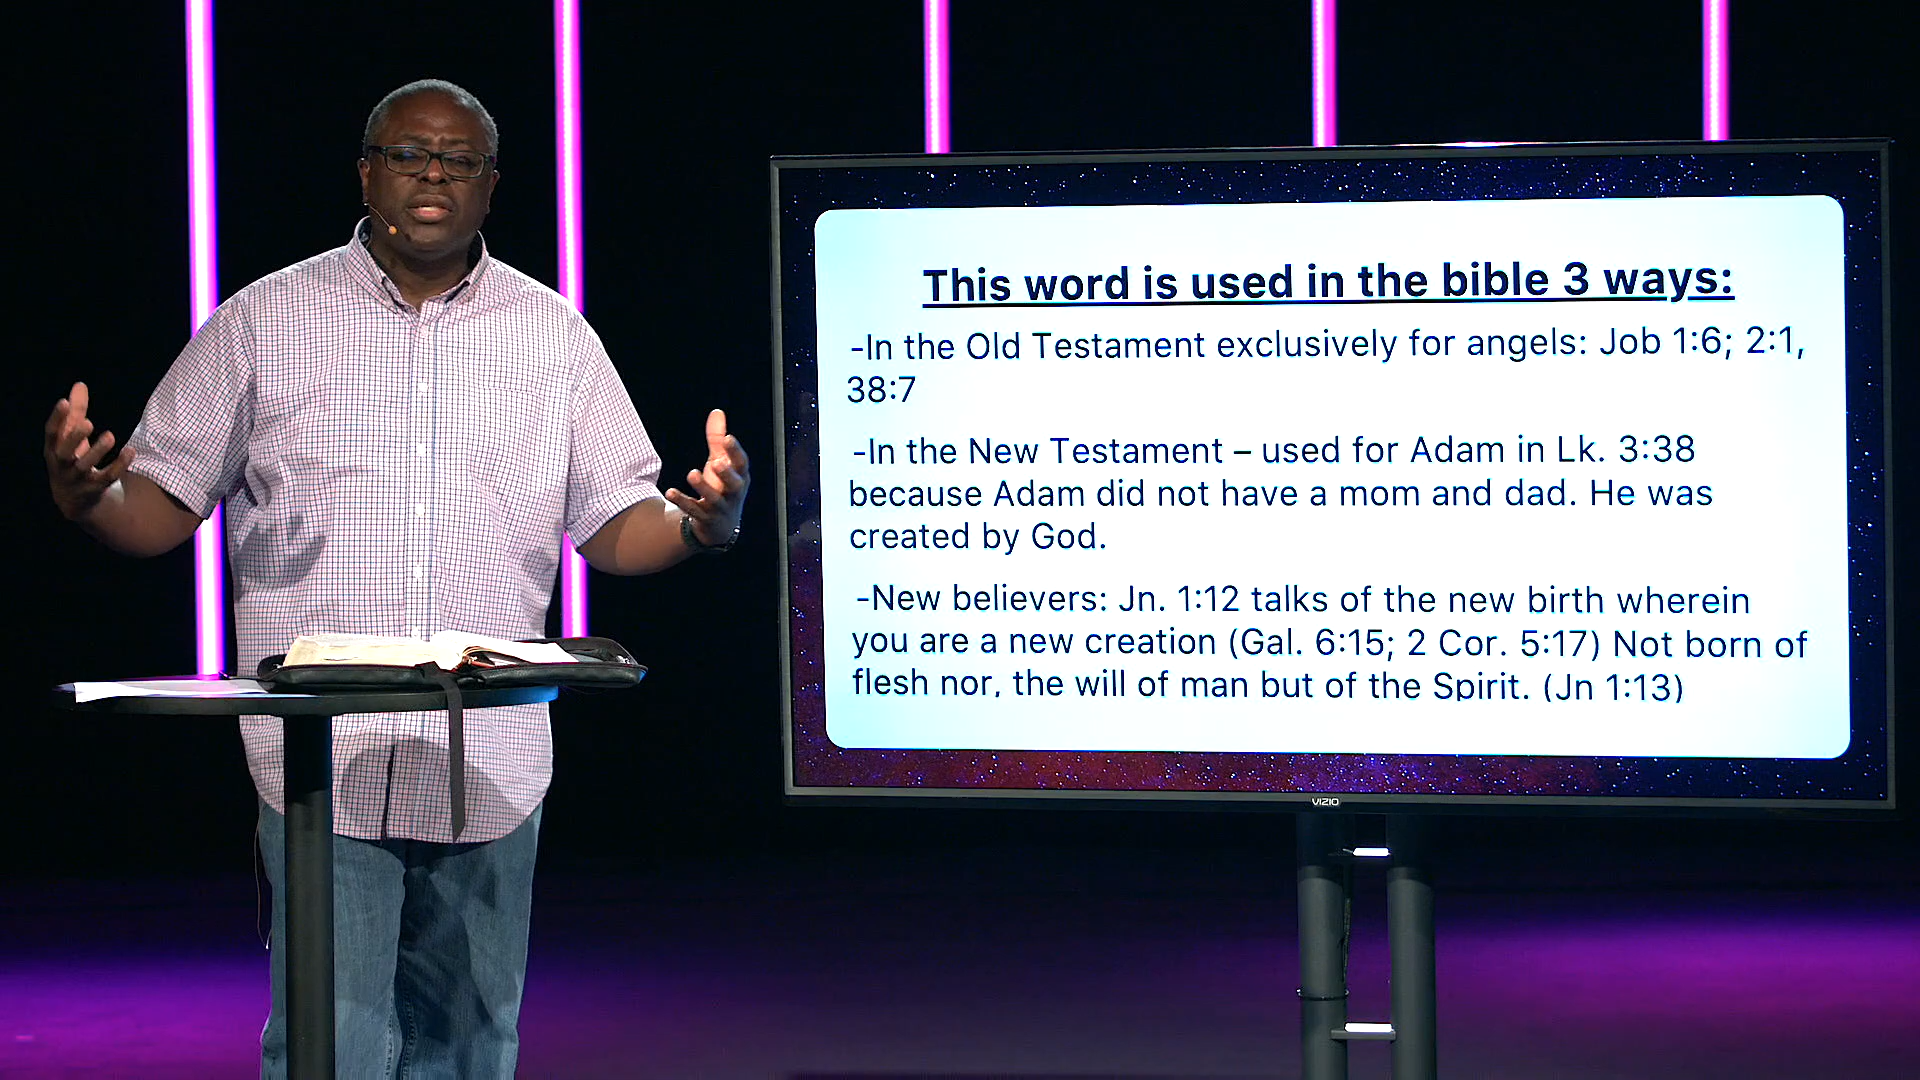 This word is used in the bible 3 ways:
-In the Old Testament exclusively for angels: Job 1:6; 2:1,
38:7
-In the New Testament – used for Adam in Lk. 3:38
because Adam did not have a mom and dad. He was
created by God.
-New believers: Jn. 1:12 talks of the new birth wherein
you are a new creation (Gal. 6:15; 2 Cor. 5:17) Not born of
flesh nor, the will of man but of the Spirit. (Jn 1:13)
VIZIO